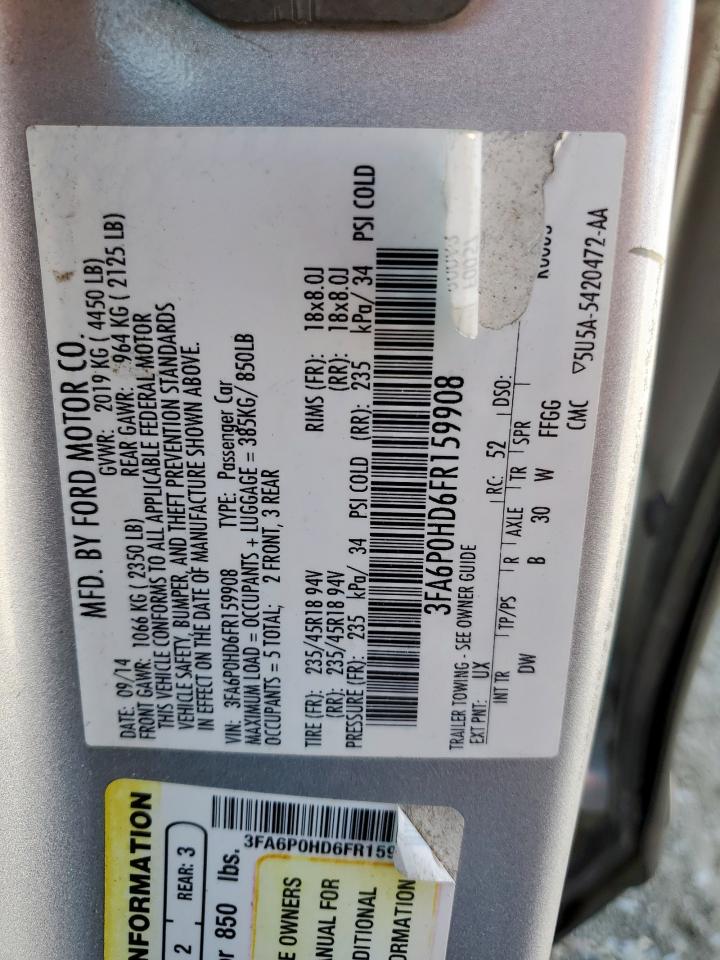 MFD. BY FORD MOTOR CO.
DATE: 09/14 GVWR: 2019 KG ( 4450 LB)
FRONT GAWR: 1066 KG ( 2350 LB) REAR GAWR: 964 KG ( 2125 LB)
THIS VEHICLE CONFORMS TO ALL APPLICABLE FEDERAL MOTOR
VEHICLE SAFETY, BUMPER, AND THEFT PREVENTION STANDARDS
IN EFFECT ON THE DATE OF MANUFACTURE SHOWN ABOVE.
VIN: 3FA6P0HD6FR159908 TYPE: Passenger Car
MAXIMUM LOAD = OCCUPANTS + LUGGAGE = 385KG/ 850LB
OCCUPANTS = 5 TOTAL; 2 FRONT, 3 REAR
TIRE (FR): 235/45R18 94V RIMS (FR): 18x8.0J
(RR): 235/45R18 94V (RR): 18x8.0J
PRESSURE (FR): 235 kPa/ 34 PSI COLD (RR): 235 kPa/ 34 PSI COLD
3FA6P0HD6FR159908
TRAILER TOWING - SEE OWNER GUIDE
EXT PNT: UX RC: 52 DSO:
INT TR TP/PS R AXLE TR SPR
DW B 30 W FFGG
CMC ▽5U5A-5420472-AA
NFORMATION
2 REAR: 3
or 850 lbs.
3FA6P0HD6FR159
E OWNERS
ANUAL FOR
DITIONAL
ORMATION